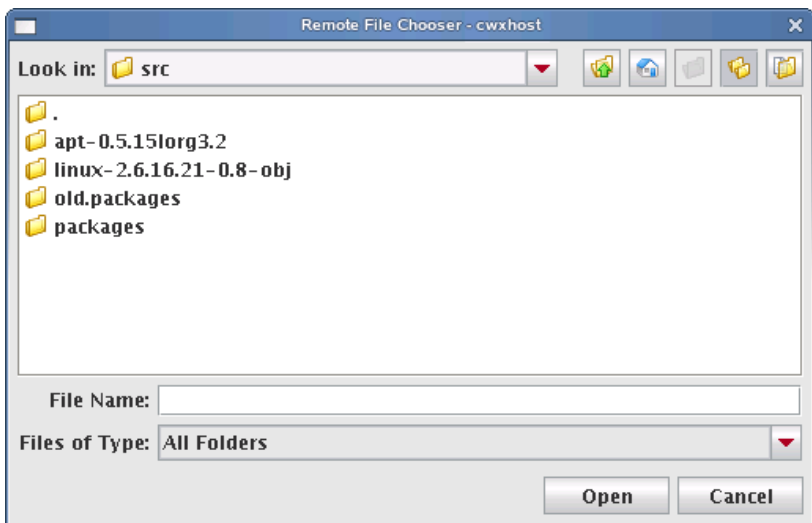 Remote File Chooser - cwxhost
Look in: src
.
apt-0.5.15lorg3.2
linux-2.6.16.21-0.8-obj
old.packages
packages
File Name:
Files of Type: All Folders
Open Cancel